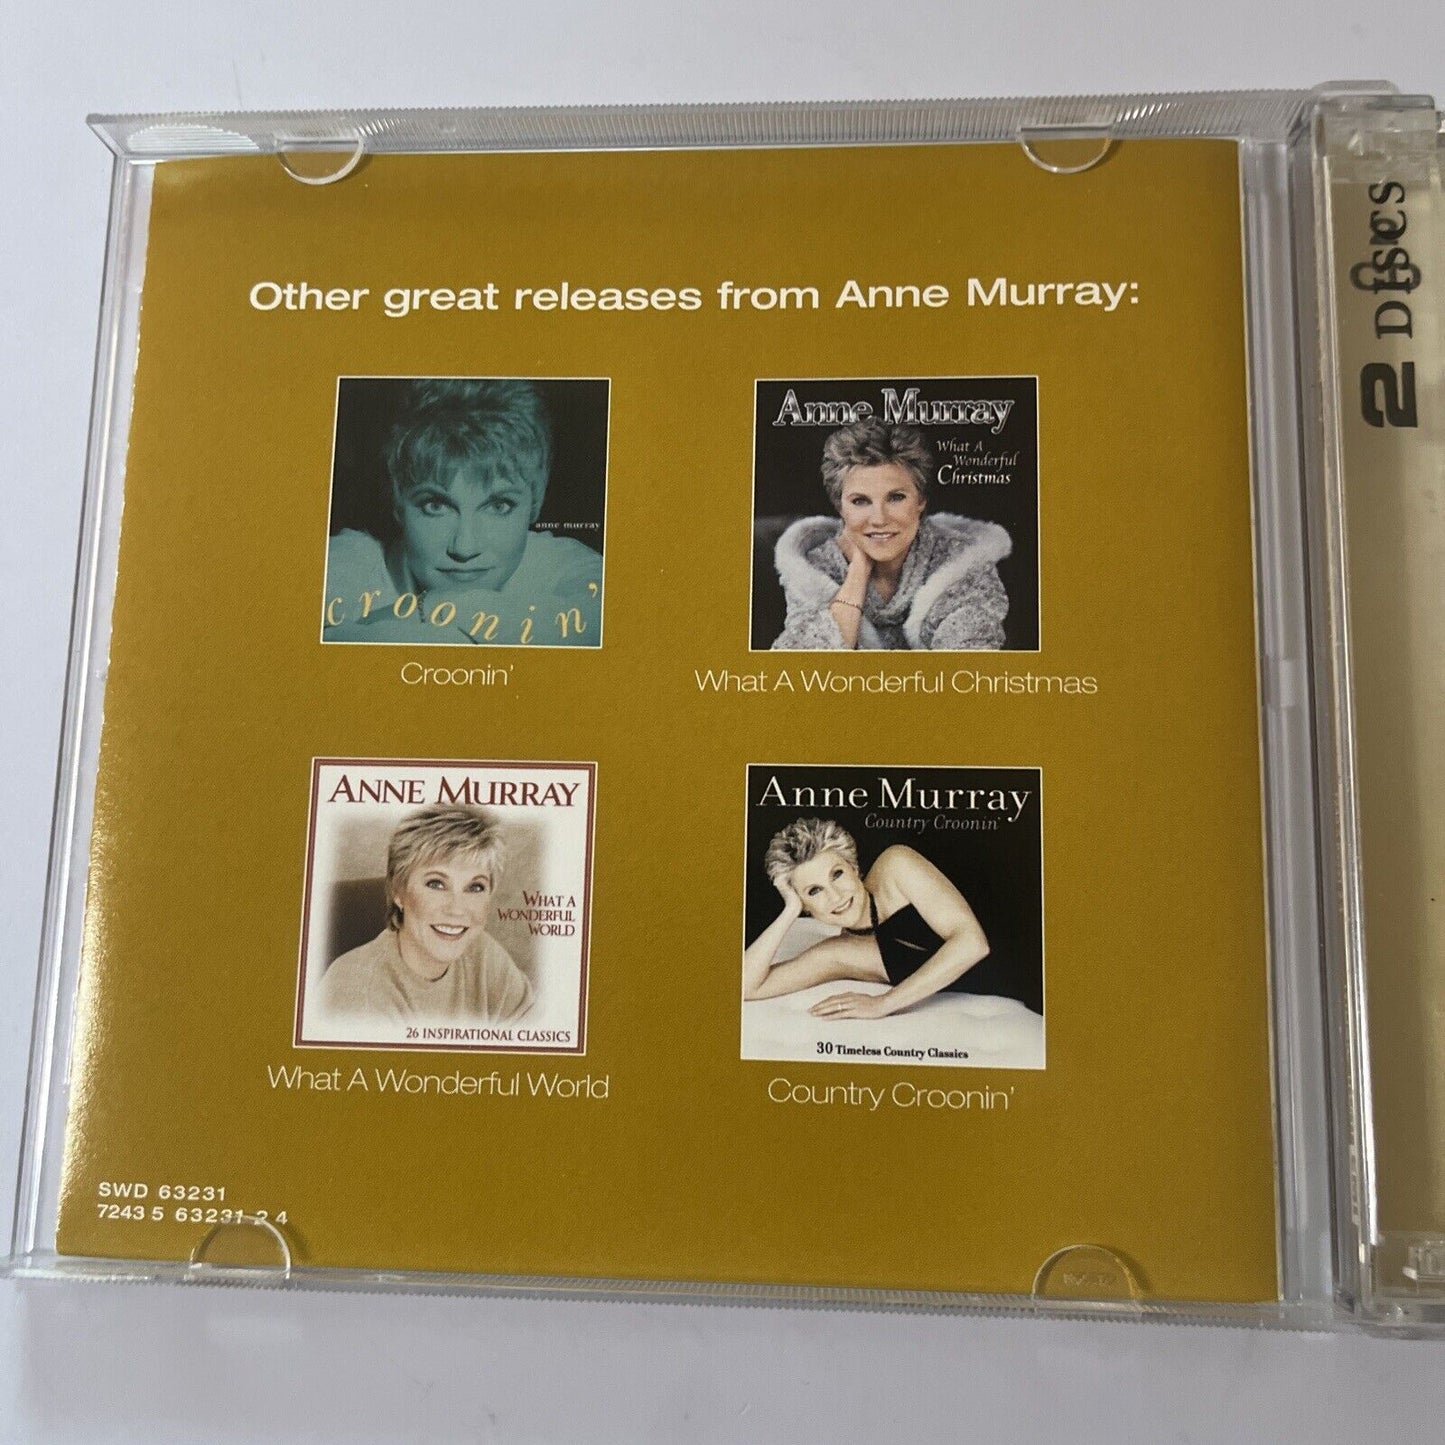 Other great releases from Anne Murray:
anne murray
croonin'
Croonin'
Anne Murray
What A
Wonderful
Christmas
What A Wonderful Christmas
ANNE MURRAY
WHAT A
WONDERFUL
WORLD
26 INSPIRATIONAL CLASSICS
What A Wonderful World
Anne Murray
Country Croonin'
30 Timeless Country Classics
Country Croonin'
SWD 63231
7243 5 63231 2 4
2 Discs